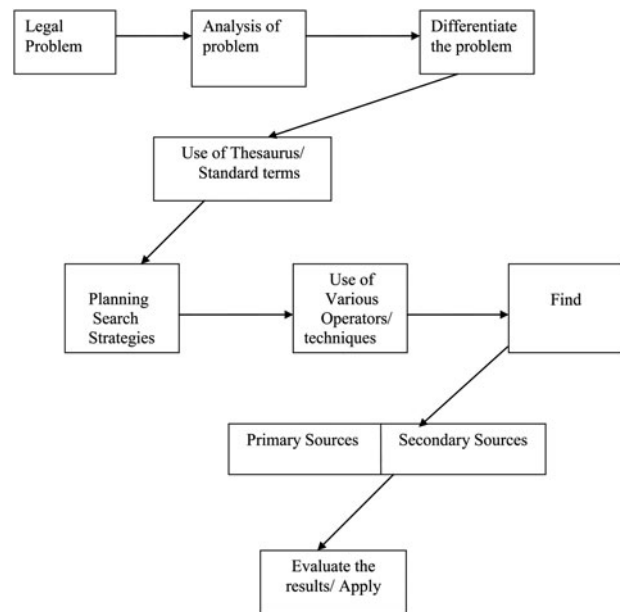 Legal
Problem
Analysis of
problem
Differentiate
the problem
Use of Thesaurus/
Standard terms
Planning
Search
Strategies
Use of
Various
Operators/
techniques
Find
Primary Sources
Secondary Sources
Evaluate the
results/ Apply